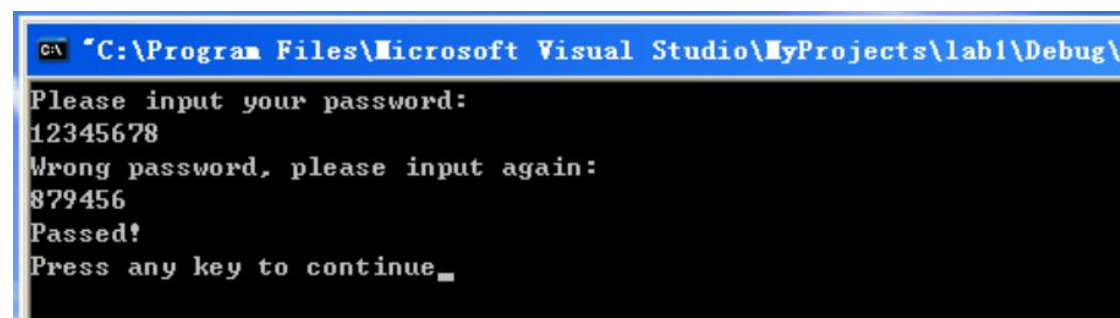 "C:\Program Files\Microsoft Visual Studio\MyProjects\lab1\Debug\
Please input your password:
12345678
Wrong password, please input again:
879456
Passed!
Press any key to continue_